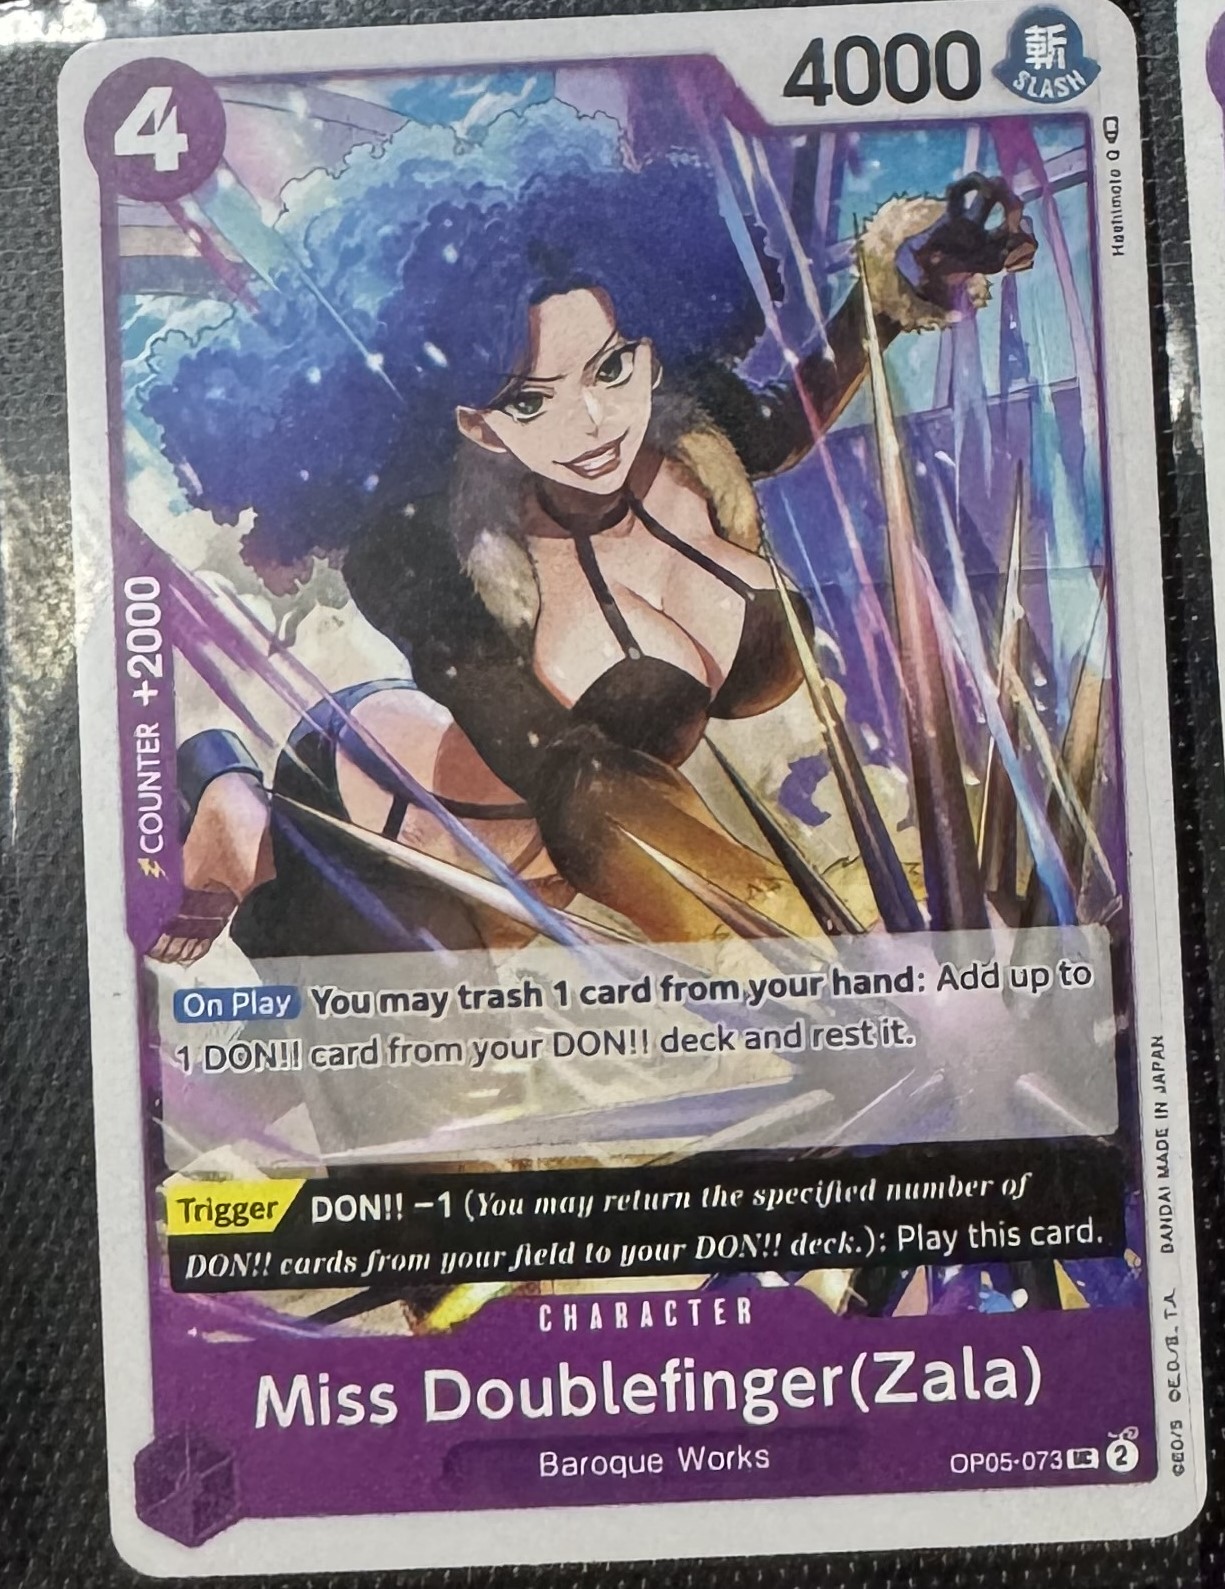 4
4000
斬
SLASH
COUNTER +2000
On Play You may trash 1 card from your hand: Add up to
1 DON!! card from your DON!! deck and rest it.
Trigger DON!! −1 (You may return the specified number of
DON!! cards from your field to your DON!! deck.): Play this card.
CHARACTER
Miss Doublefinger(Zala)
Baroque Works
OP05-073 UC 2
BANDAI MADE IN JAPAN